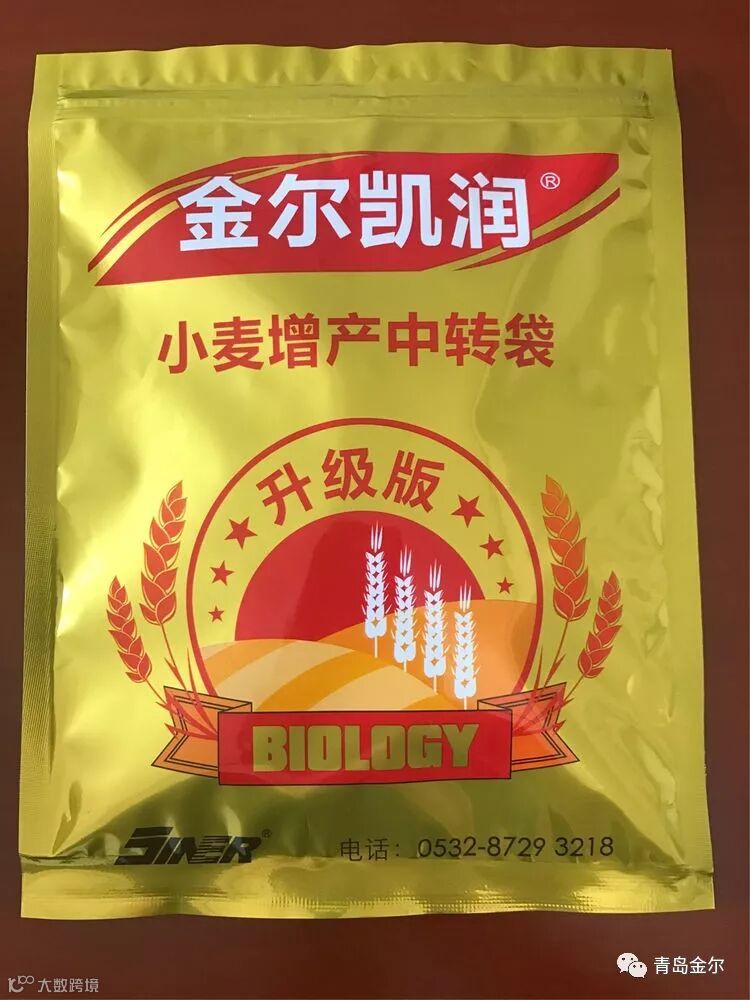 金尔凯润®
小麦增产中转袋
升级版
BIOLOGY
SINER®
电话：0532-8729 3218
青岛金尔
大数跨境